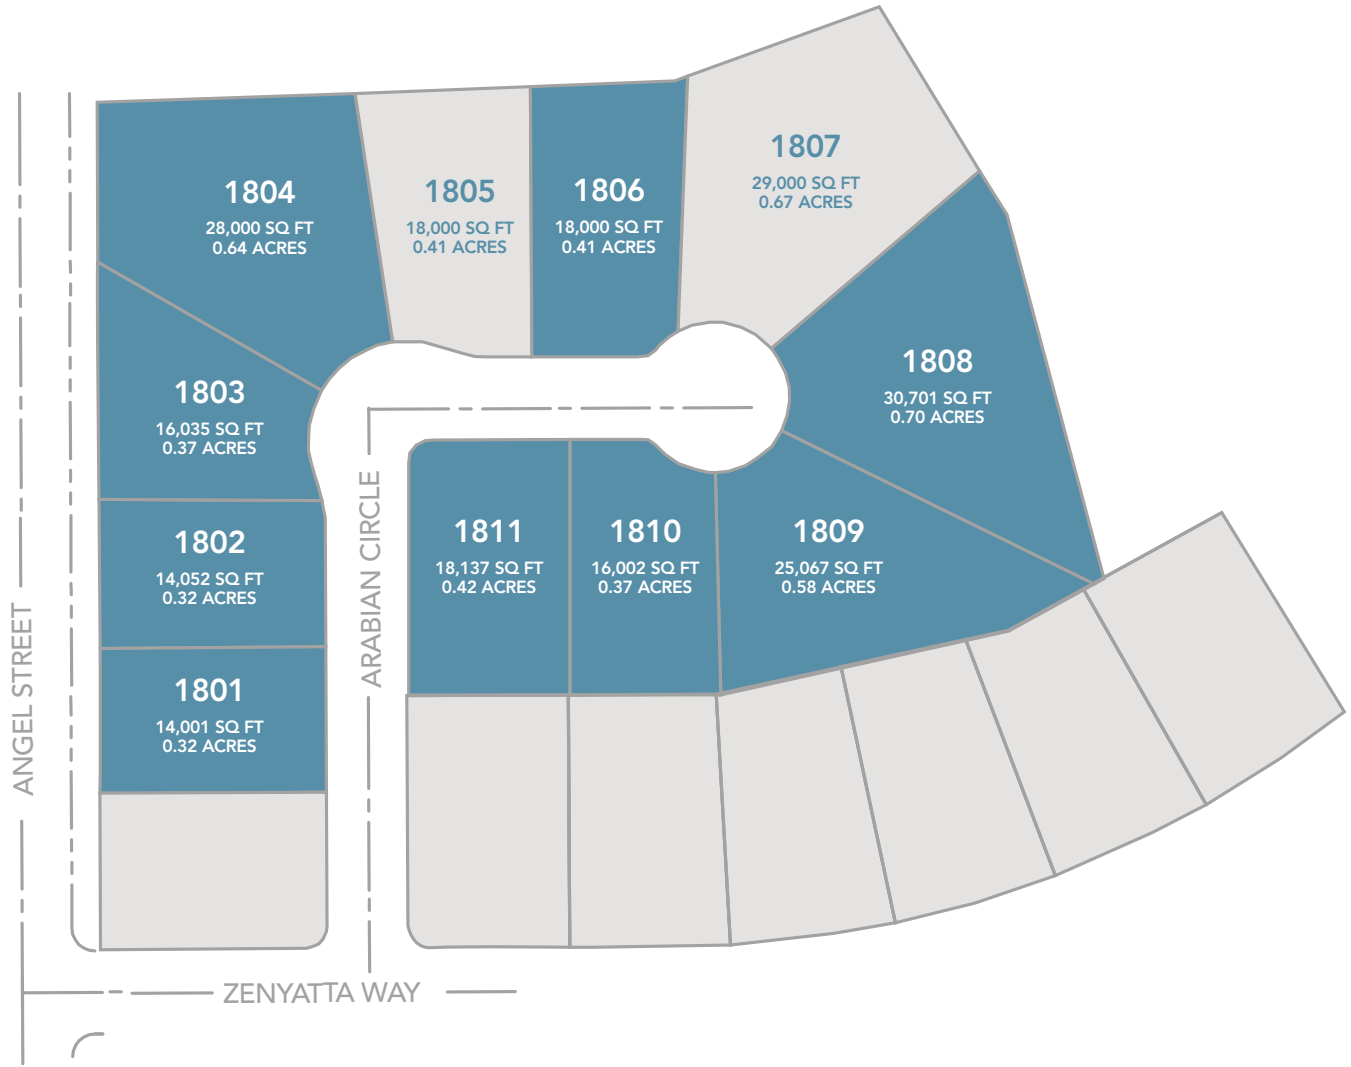 1807
29,000 SQ FT
0.67 ACRES
1804
28,000 SQ FT
0.64 ACRES
1805
18,000 SQ FT
0.41 ACRES
1806
18,000 SQ FT
0.41 ACRES
1808
30,701 SQ FT
0.70 ACRES
1803
16,035 SQ FT
0.37 ACRES
1802
14,052 SQ FT
0.32 ACRES
1811
18,137 SQ FT
0.42 ACRES
1810
16,002 SQ FT
0.37 ACRES
1809
25,067 SQ FT
0.58 ACRES
1801
14,001 SQ FT
0.32 ACRES
ARABIAN CIRCLE
ANGEL STREET
ZENYATTA WAY